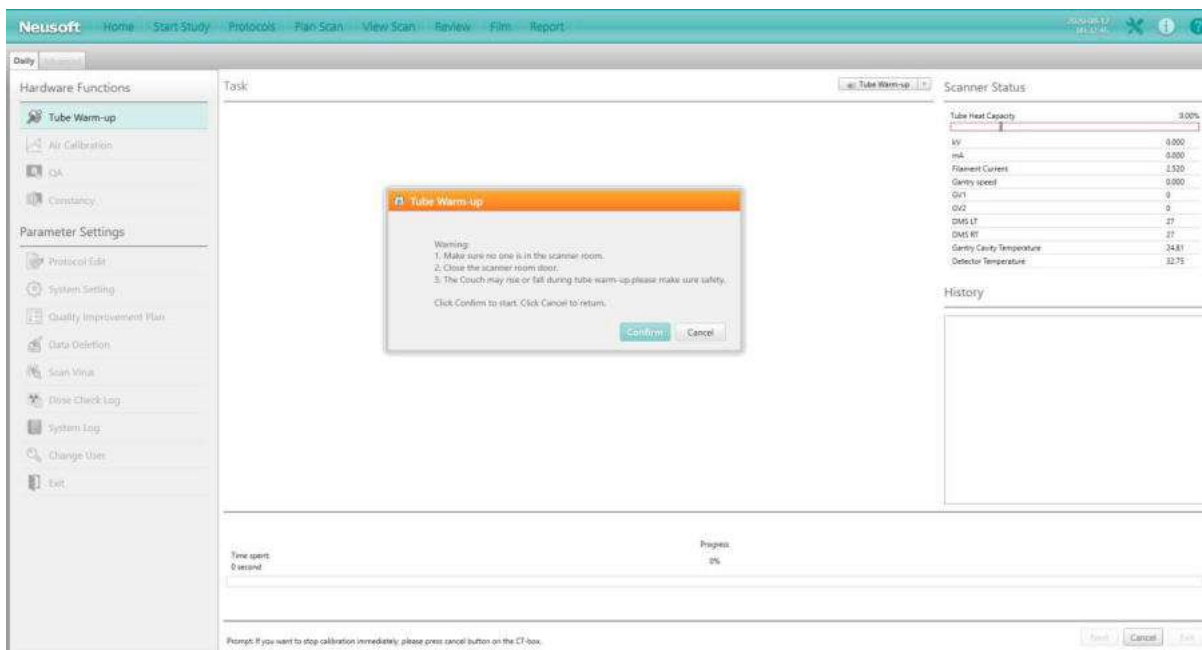 Neusoft Home Start Study Protocols Plan Scan View Scan Review Film Report
Daily
Hardware Functions
Tube Warm-up
Air Calibration
QA
Constancy
Parameter Settings
Protocol Edit
System Setting
Quality Improvement Plan
Data Deletion
Scan Virus
Dose Check Log
System Log
Change User
Exit
Task
Tube Warm-up
Tube Warm-up
Warning:
1. Make sure no one is in the scanner room.
2. Close the scanner room door.
3. The Couch may rise or fall during tube warm-up.please make sure safety.
Click Confirm to start. Click Cancel to return.
Confirm Cancel
Scanner Status
Tube Heat Capacity 9.00%
kV 0.000
mA 0.000
Filament Current 2.520
Gantry speed 0.000
GV1 0
GV2 0
DMS LT 27
DMS RT 27
Gantry Cavity Temperature 24.81
Detector Temperature 32.75
History
Progress
Time spent:
0 second
0%
Prompt: If you want to stop calibration immediately, please press cancel button on the CT-box.
Next Cancel Exit